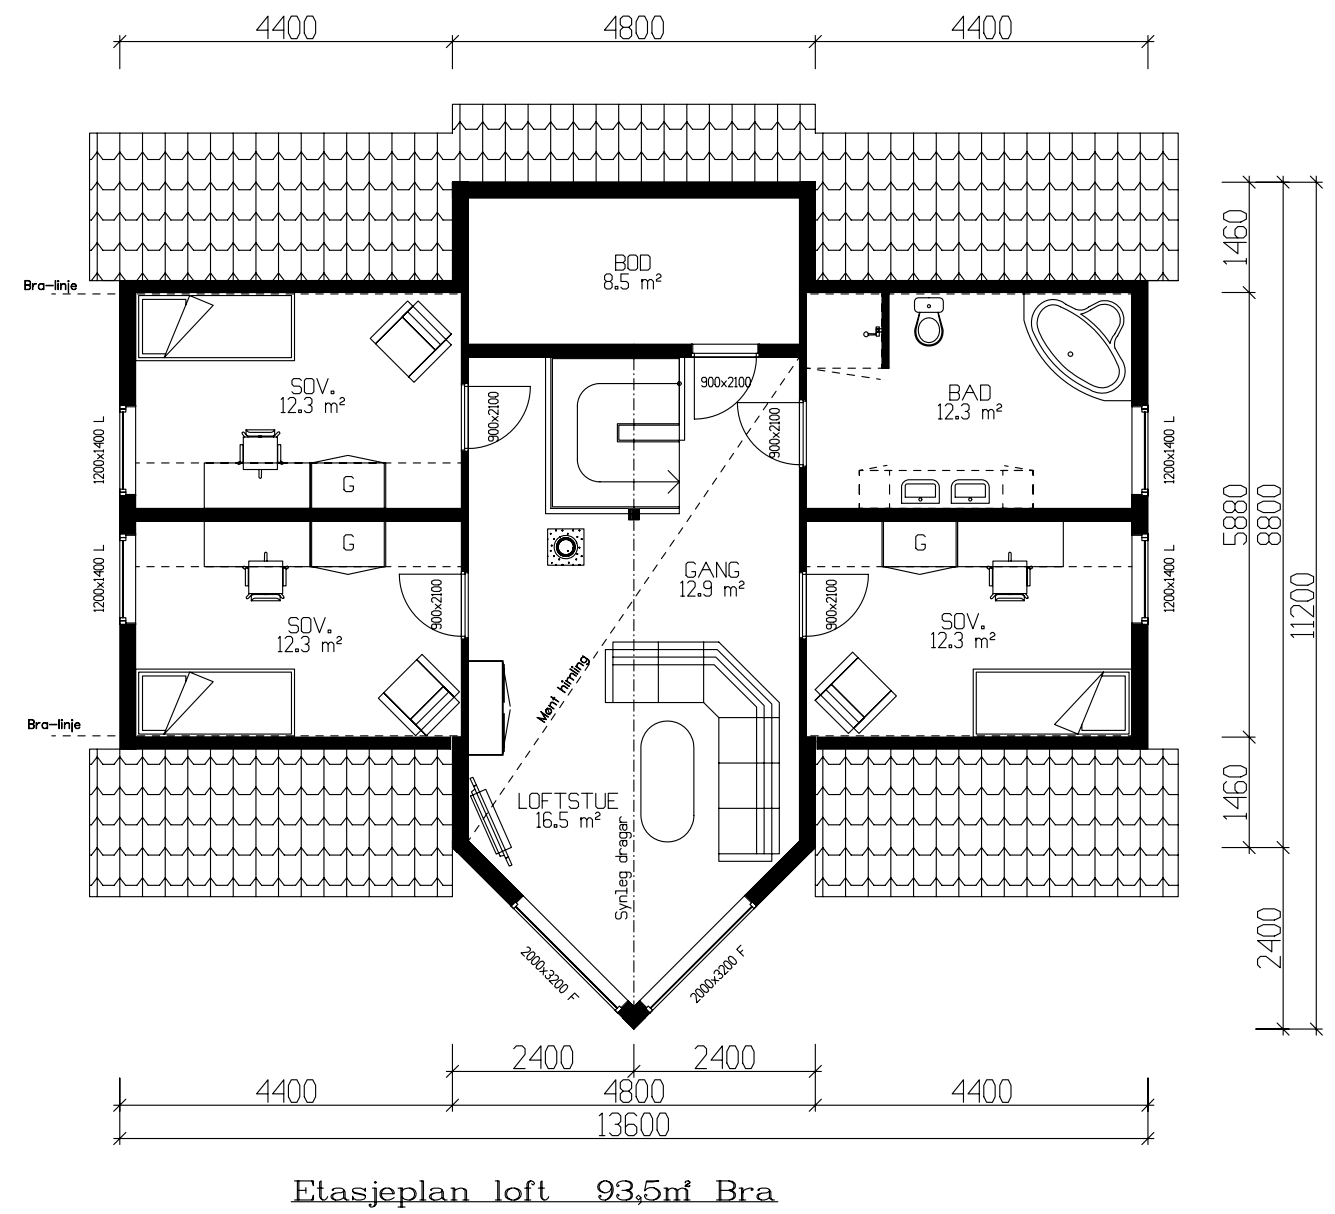 4400 4800 4400
1460
BOD
8.5 m²
Bra-linje
SOV.
12.3 m²
900x2100
900x2100
900x2100
BAD
12.3 m²
1200x1400 L
1200x1400 L
G
5880
8800
G
G
1200x1400 L
1200x1400 L
GANG
12.9 m²
11200
900x2100
900x2100
SOV.
12.3 m²
SOV.
12.3 m²
Mønt himling
Bra-linje
1460
LOFTSTUE
16.5 m²
Synleg dragar
2400
2000x3200 F
2000x3200 F
2400 2400
4400 4800 4400
13600
Etasjeplan loft 93,5m² Bra